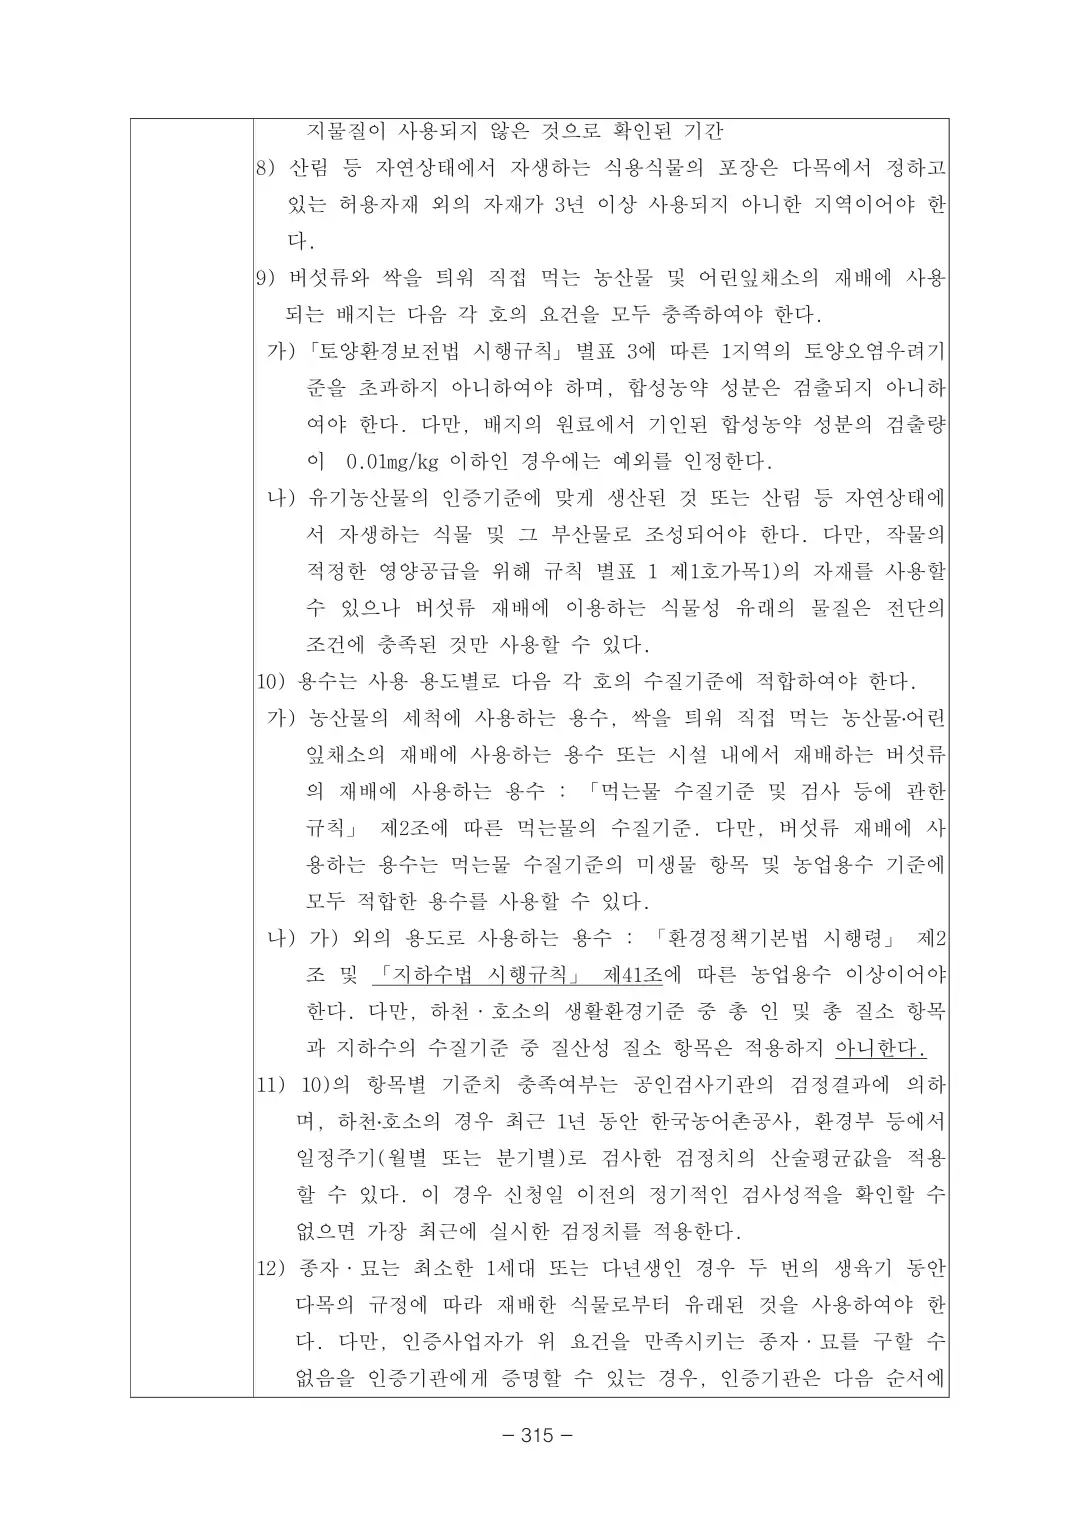 지물질이 사용되지 않은 것으로 확인된 기간
8) 산림 등 자연상태에서 자생하는 식용식물의 포장은 다목에서 정하고
있는 허용자재 외의 자재가 3년 이상 사용되지 아니한 지역이어야 한
다.
9) 버섯류와 싹을 틔워 직접 먹는 농산물 및 어린잎채소의 재배에 사용
되는 배지는 다음 각 호의 요건을 모두 충족하여야 한다.
가)「토양환경보전법 시행규칙」별표 3에 따른 1지역의 토양오염우려기
준을 초과하지 아니하여야 하며, 합성농약 성분은 검출되지 아니하
여야 한다. 다만, 배지의 원료에서 기인된 합성농약 성분의 검출량
이 0.01mg/kg 이하인 경우에는 예외를 인정한다.
나) 유기농산물의 인증기준에 맞게 생산된 것 또는 산림 등 자연상태에
서 자생하는 식물 및 그 부산물로 조성되어야 한다. 다만, 작물의
적정한 영양공급을 위해 규칙 별표 1 제1호가목1)의 자재를 사용할
수 있으나 버섯류 재배에 이용하는 식물성 유래의 물질은 전단의
조건에 충족된 것만 사용할 수 있다.
10) 용수는 사용 용도별로 다음 각 호의 수질기준에 적합하여야 한다.
가) 농산물의 세척에 사용하는 용수, 싹을 틔워 직접 먹는 농산물·어린
잎채소의 재배에 사용하는 용수 또는 시설 내에서 재배하는 버섯류
의 재배에 사용하는 용수 : 「먹는물 수질기준 및 검사 등에 관한
규칙」 제2조에 따른 먹는물의 수질기준. 다만, 버섯류 재배에 사
용하는 용수는 먹는물 수질기준의 미생물 항목 및 농업용수 기준에
모두 적합한 용수를 사용할 수 있다.
나) 가) 외의 용도로 사용하는 용수 : 「환경정책기본법 시행령」 제2
조 및 「지하수법 시행규칙」 제41조에 따른 농업용수 이상이어야
한다. 다만, 하천·호소의 생활환경기준 중 총 인 및 총 질소 항목
과 지하수의 수질기준 중 질산성 질소 항목은 적용하지 아니한다.
11) 10)의 항목별 기준치 충족여부는 공인검사기관의 검정결과에 의하
며, 하천·호소의 경우 최근 1년 동안 한국농어촌공사, 환경부 등에서
일정주기(월별 또는 분기별)로 검사한 검정치의 산술평균값을 적용
할 수 있다. 이 경우 신청일 이전의 정기적인 검사성적을 확인할 수
없으면 가장 최근에 실시한 검정치를 적용한다.
12) 종자·묘는 최소한 1세대 또는 다년생인 경우 두 번의 생육기 동안
다목의 규정에 따라 재배한 식물로부터 유래된 것을 사용하여야 한
다. 다만, 인증사업자가 위 요건을 만족시키는 종자·묘를 구할 수
없음을 인증기관에게 증명할 수 있는 경우, 인증기관은 다음 순서에
- 315 -